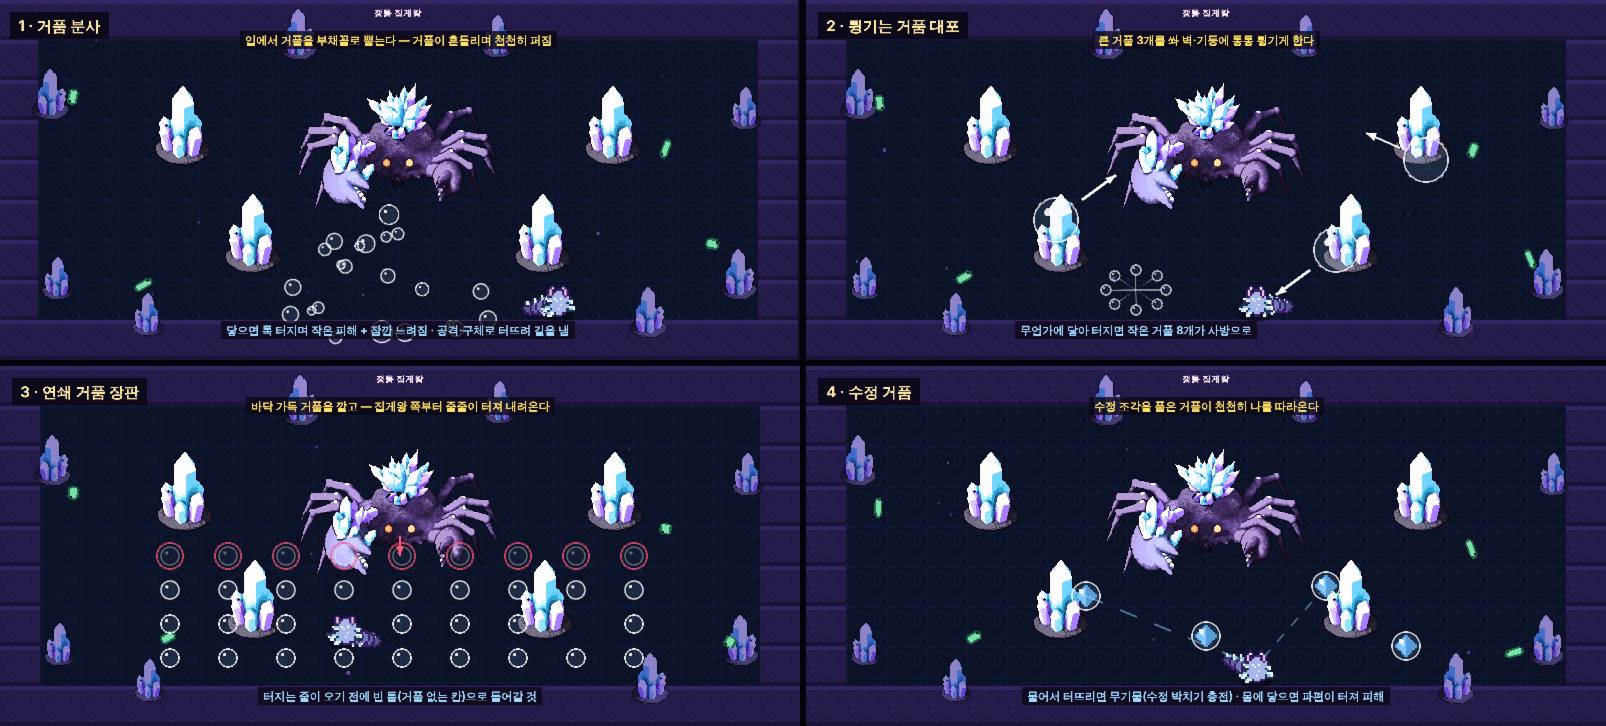 1 · 거품 분사
경롱 집게왕
입에서 거품을 부채꼴로 뿜는다 — 거품이 흔들리며 천천히 퍼짐
닿으면 톡 터지며 작은 피해 + 잠깐 느려짐 · 공격·구체로 터뜨려 길을 냄
2 · 튕기는 거품 대포
큰 거품 3개를 쏴 벽·기둥에 통통 튕기게 한다
무언가에 닿아 터지면 작은 거품 8개가 사방으로
3 · 연쇄 거품 장판
바닥 가득 거품을 깔고 — 집게왕 쪽부터 줄줄이 터져 내려온다
터지는 줄이 오기 전에 빈 틈(거품 없는 칸)으로 들어갈 것
4 · 수정 거품
수정 조각을 품은 거품이 천천히 나를 따라온다
물어서 터뜨리면 무기물(수정 박치기 충전) · 몸에 닿으면 파편이 터져 피해